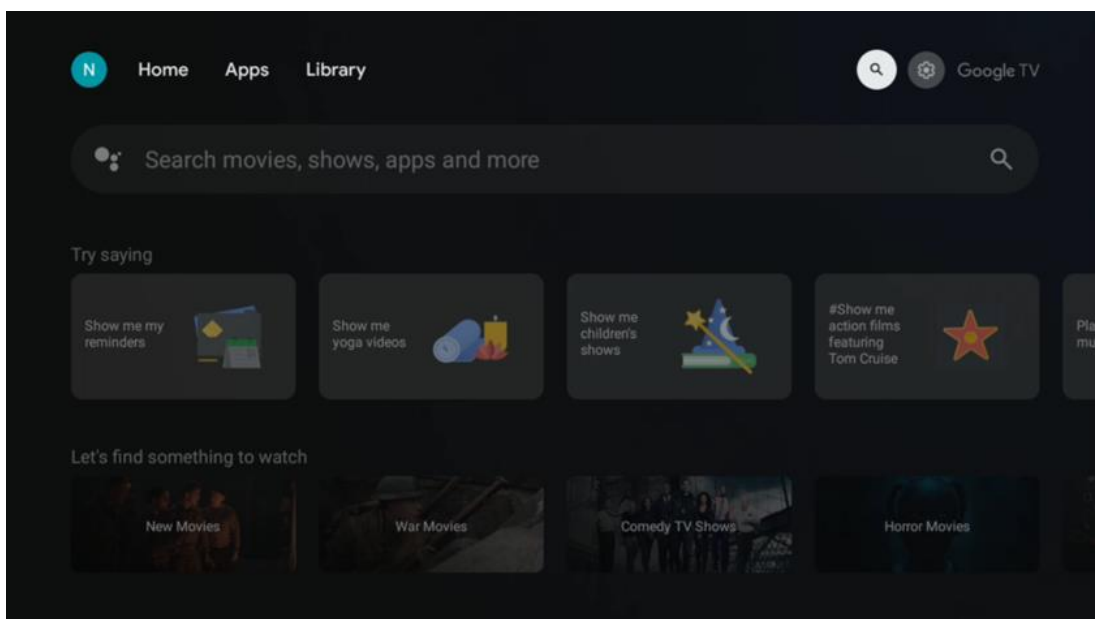 N Home Apps Library Google TV
Search movies, shows, apps and more
Try saying
Show me my
reminders
Show me
yoga videos
Show me
children's
shows
#Show me
action films
featuring
Tom Cruise
Pla
mu
Let's find something to watch
New Movies
War Movies
Comedy TV Shows
Horror Movies